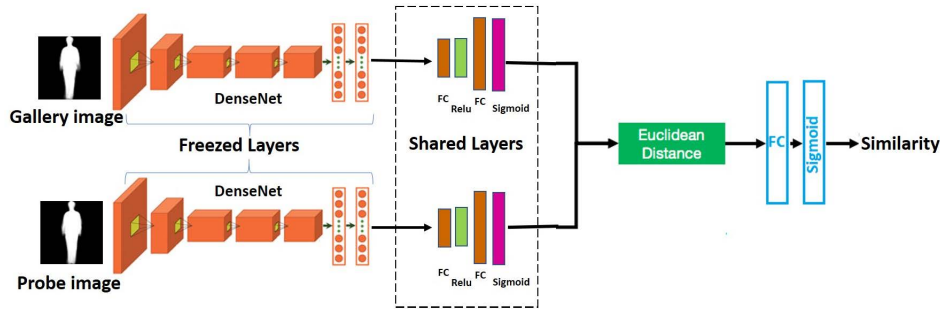 Gallery image
DenseNet
FC
Relu
FC
Sigmoid
Freezed Layers
Shared Layers
Euclidean
Distance
FC
Sigmoid
Similarity
DenseNet
Probe image
FC
Relu
FC
Sigmoid